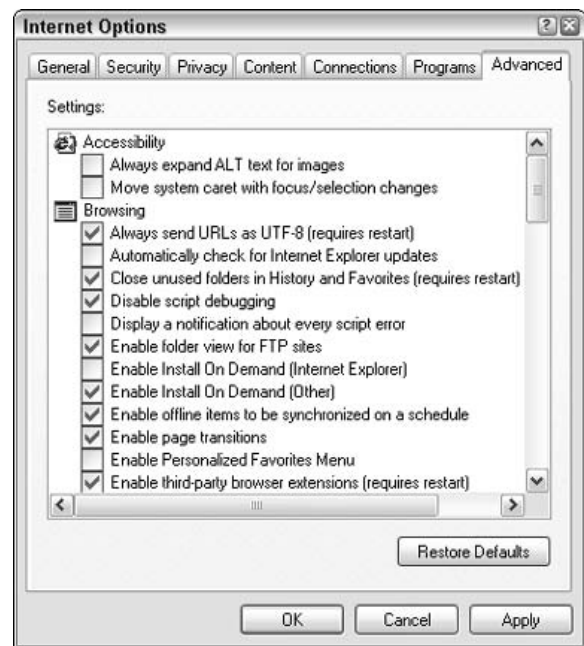 Internet Options
General Security Privacy Content Connections Programs Advanced
Settings:
Accessibility
Always expand ALT text for images
Move system caret with focus/selection changes
Browsing
Always send URLs as UTF-8 (requires restart)
Automatically check for Internet Explorer updates
Close unused folders in History and Favorites (requires restart)
Disable script debugging
Display a notification about every script error
Enable folder view for FTP sites
Enable Install On Demand (Internet Explorer)
Enable Install On Demand (Other)
Enable offline items to be synchronized on a schedule
Enable page transitions
Enable Personalized Favorites Menu
Enable third-party browser extensions (requires restart)
Restore Defaults
OK Cancel Apply